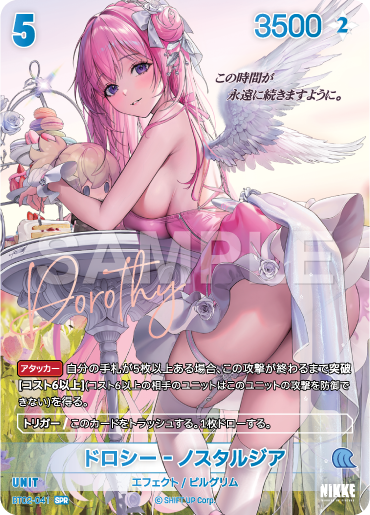 5
3500 2
この時間が
永遠に続きますように。
SAMPLE
Dorothy
アタッカー 自分の手札が5枚以上ある場合、この攻撃が終わるまで突破
[コスト6以上](コスト6以上の相手のユニットはこのユニットの攻撃を防御で
きない)を得る。
トリガー このカードをトラッシュする。1枚ドローする。
ドロシー - ノスタルジア
UNIT エフェクト / ピルグリム
SPR © SHIFT UP Corp. NIKKE